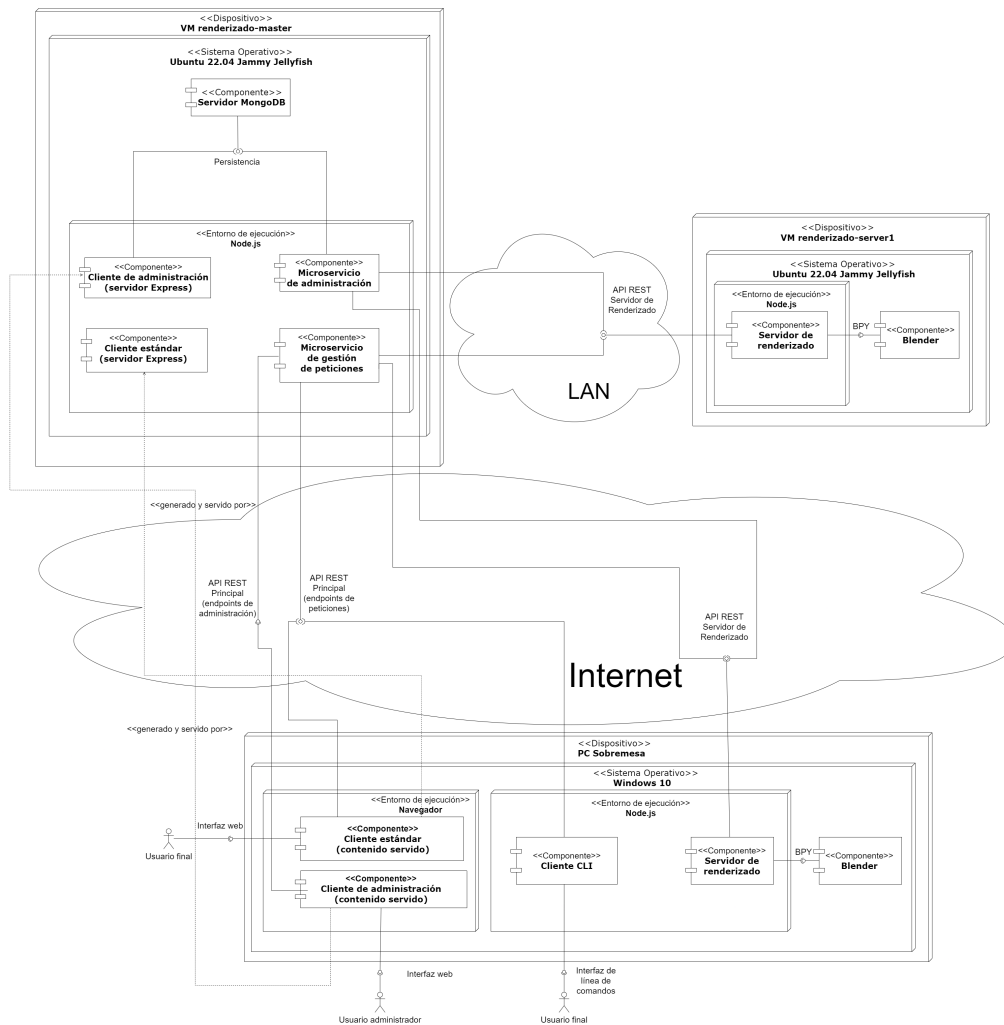 <<Dispositivo>>
VM renderizado-master
<<Sistema Operativo>>
Ubuntu 22.04 Jammy Jellyfish
<<Componente>>
Servidor MongoDB
Persistencia
<<Entorno de ejecución>>
Node.js
<<Componente>>
Cliente de administración
(servidor Express)
<<Componente>>
Microservicio
de administración
<<Componente>>
Cliente estándar
(servidor Express)
<<Componente>>
Microservicio
de gestión
de peticiones
API REST
Servidor de
Renderizado
LAN
<<Dispositivo>>
VM renderizado-server1
<<Sistema Operativo>>
Ubuntu 22.04 Jammy Jellyfish
<<Entorno de ejecución>>
Node.js
<<Componente>>
Servidor de
renderizado
BPY
<<Componente>>
Blender
<<generado y servido por>>
API REST
Principal
(endpoints de
administración)
API REST
Principal
(endpoints de
peticiones)
API REST
Servidor de
Renderizado
Internet
<<generado y servido por>>
<<Dispositivo>>
PC Sobremesa
<<Sistema Operativo>>
Windows 10
<<Entorno de ejecución>>
Navegador
<<Componente>>
Cliente estándar
(contenido servido)
<<Componente>>
Cliente de administración
(contenido servido)
<<Entorno de ejecución>>
Node.js
<<Componente>>
Cliente CLI
<<Componente>>
Servidor de
renderizado
BPY
<<Componente>>
Blender
Interfaz web
Usuario final
Interfaz web
Usuario administrador
Interfaz de
línea de
comandos
Usuario final